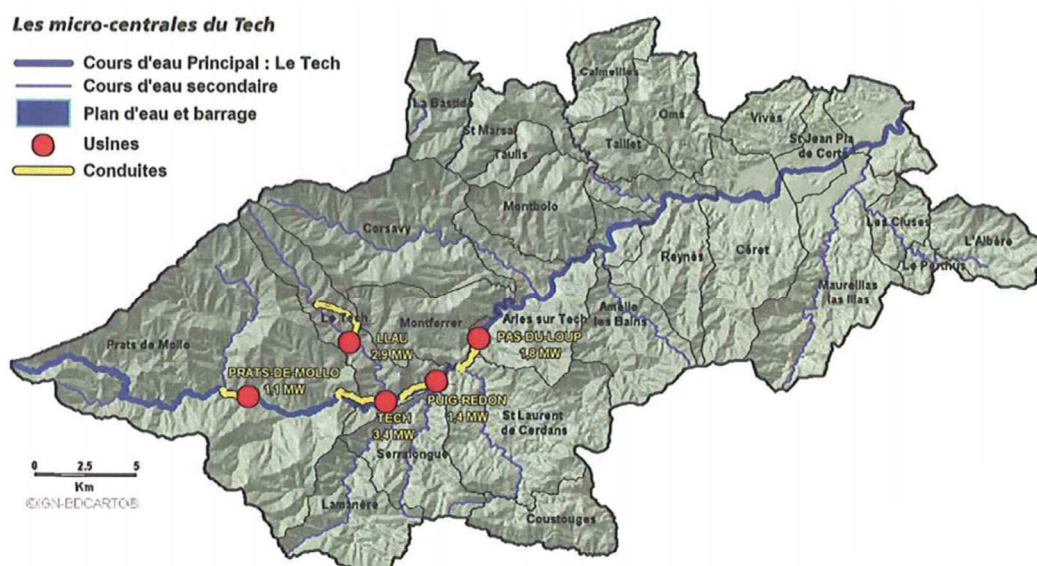 Les micro-centrales du Tech
Cours d'eau Principal : Le Tech
Cours d'eau secondaire
Plan d'eau et barrage
Usines
Conduites
Calmeilles
La Bastide
Oms
Vivès
St Marsal
Taillet
St Jean Pla
de Corts
Taulis
Montbolo
Corsavy
Les Cluses
L'Albère
Reynès
Céret
Le Perthus
Maureillas
las Illas
Amélie
les Bains
Arles sur Tech
Le Tech
Montferrer
Prats de Mollo
LLAU
2,9 MW
PAS-DU-LOUP
1,8 MW
PRATS-DE-MOLLO
1,1 MW
PUIG-REDON
1,4 MW
TECH
3,4 MW
St Laurent
de Cerdans
Serralongue
Lamanère
Coustouges
0 2.5 5
Km
©IGN-BDCARTO®